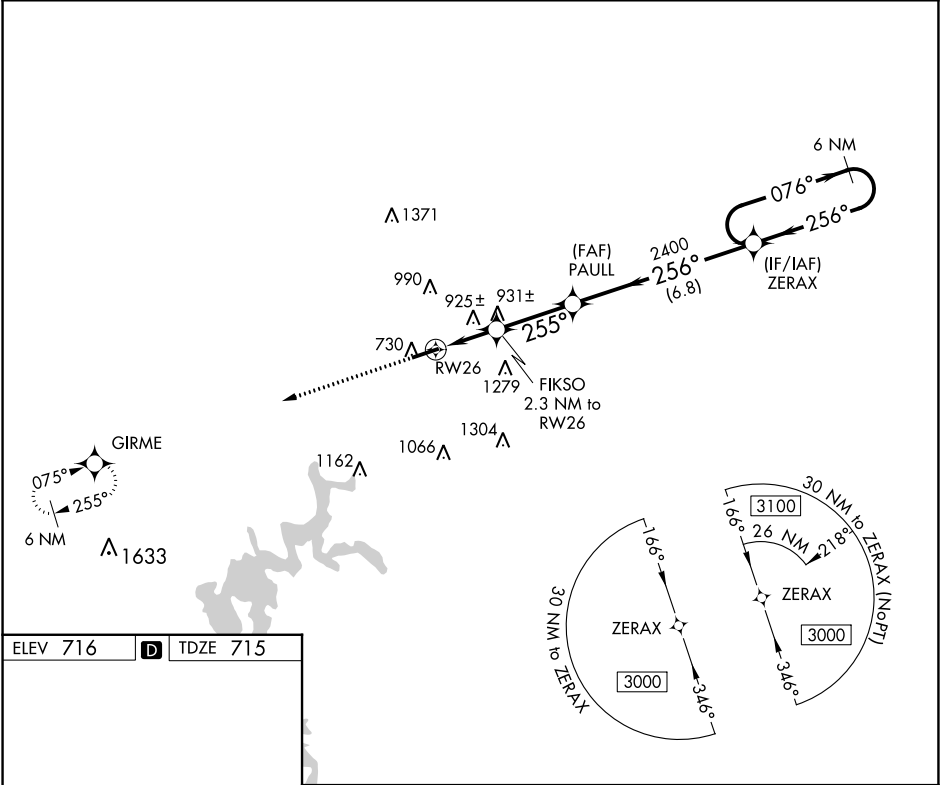 6 NM
076°
256°
1371
(FAF)
PAULL
2400
256°
(6.8)
(IF/IAF)
ZERAX
990
925±
931±
255°
730
RW26
1279
FIKSO
2.3 NM to
RW26
1304
1066
1162
GIRME
075°
255°
6 NM
1633
30 NM to ZERAX
166°
ZERAX
3000
346°
30 NM to ZERAX (NoPT)
3100
166°
26 NM
218°
ZERAX
3000
346°
ELEV 716 D TDZE 715